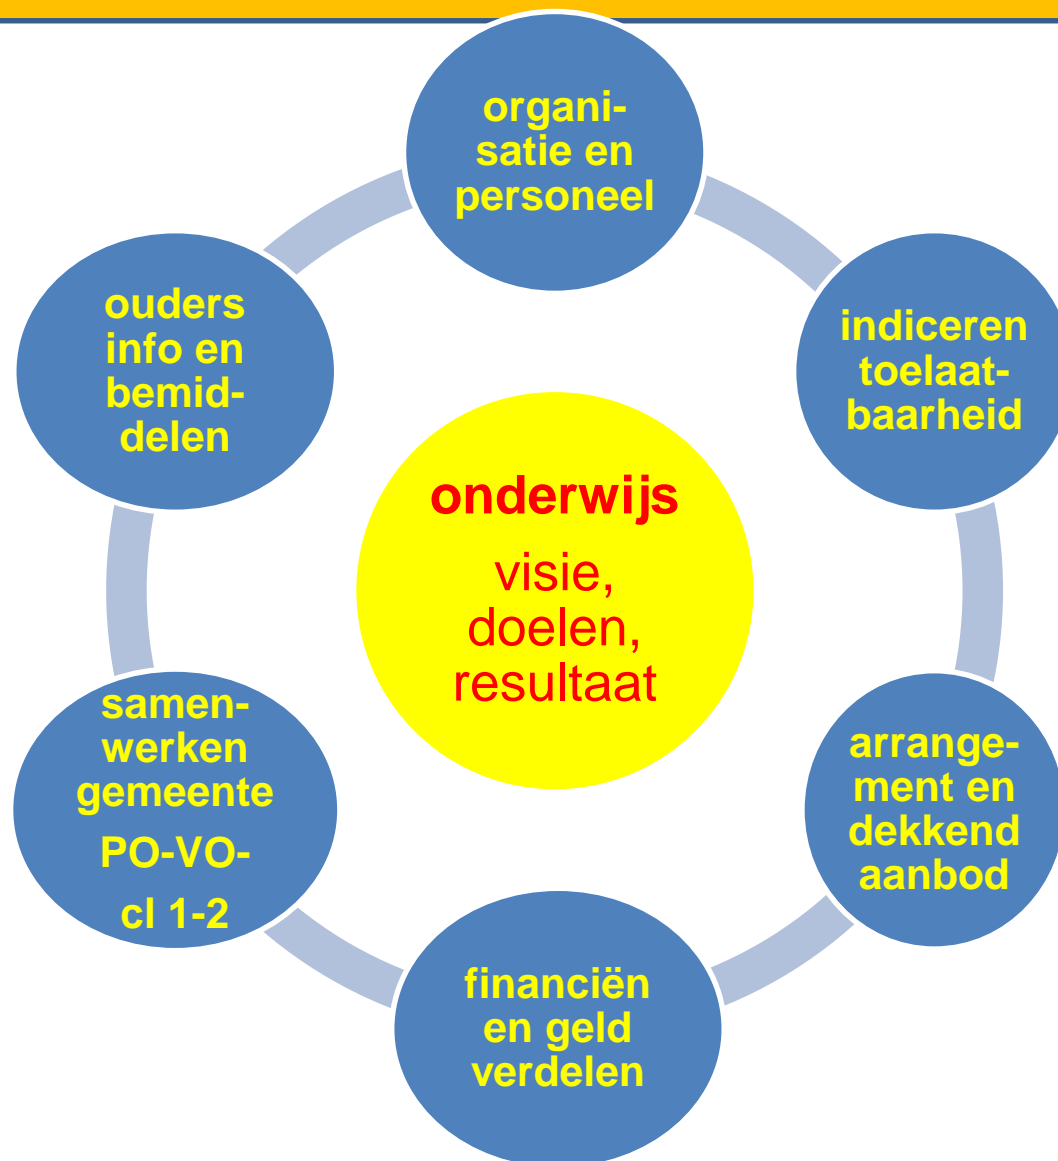 organi-
satie en
personeel
indiceren
toelaat-
baarheid
arrange-
ment en
dekkend
aanbod
financiën
en geld
verdelen
samen-
werken
gemeente
PO-VO-
cl 1-2
ouders
info en
bemid-
delen
onderwijs
visie,
doelen,
resultaat